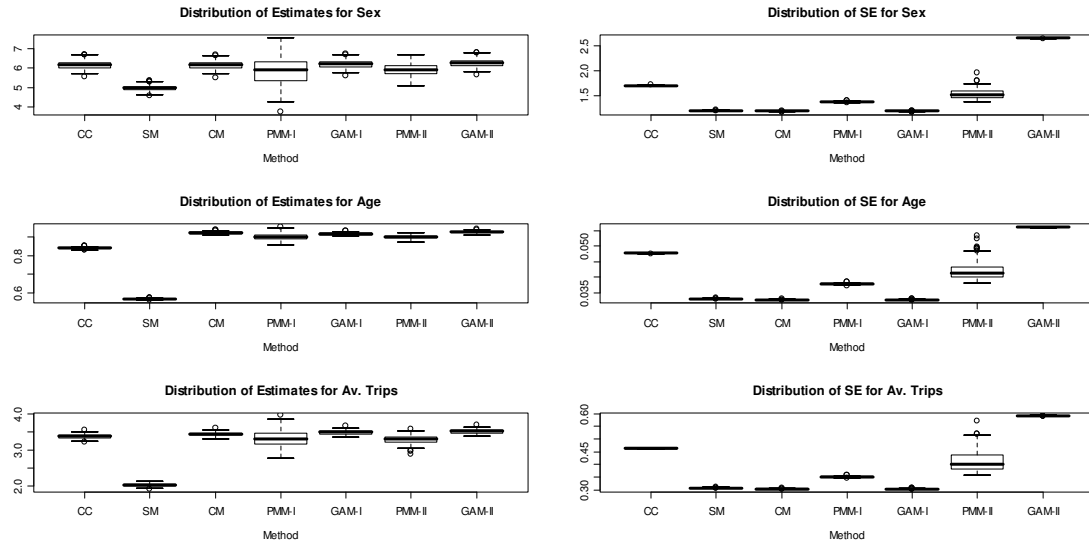 Distribution of Estimates for Sex
7
6
5
4
CC SM CM PMM-I GAM-I PMM-II GAM-II
Method
Distribution of SE for Sex
2.5
2.0
1.5
CC SM CM PMM-I GAM-I PMM-II GAM-II
Method
Distribution of Estimates for Age
0.8
0.6
CC SM CM PMM-I GAM-I PMM-II GAM-II
Method
Distribution of SE for Age
0.050
0.035
CC SM CM PMM-I GAM-I PMM-II GAM-II
Method
Distribution of Estimates for Av. Trips
4.0
3.0
2.0
CC SM CM PMM-I GAM-I PMM-II GAM-II
Method
Distribution of SE for Av. Trips
0.60
0.45
0.30
CC SM CM PMM-I GAM-I PMM-II GAM-II
Method